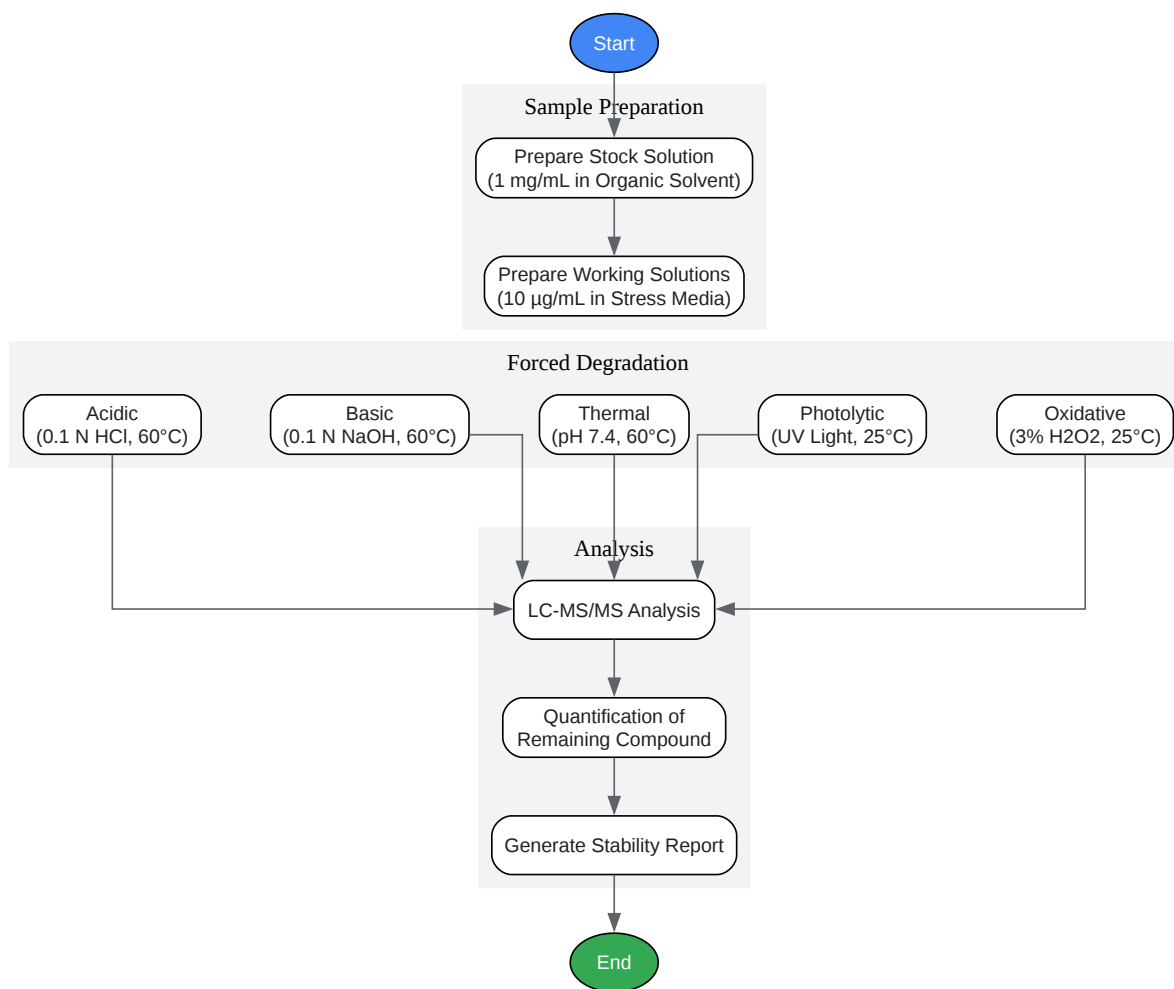 Start
Sample Preparation
Prepare Stock Solution
(1 mg/mL in Organic Solvent)
Prepare Working Solutions
(10 µg/mL in Stress Media)
Forced Degradation
Acidic
(0.1 N HCl, 60°C)
Basic
(0.1 N NaOH, 60°C)
Thermal
(pH 7.4, 60°C)
Photolytic
(UV Light, 25°C)
Oxidative
(3% H2O2, 25°C)
Analysis
LC-MS/MS Analysis
Quantification of
Remaining Compound
Generate Stability Report
End